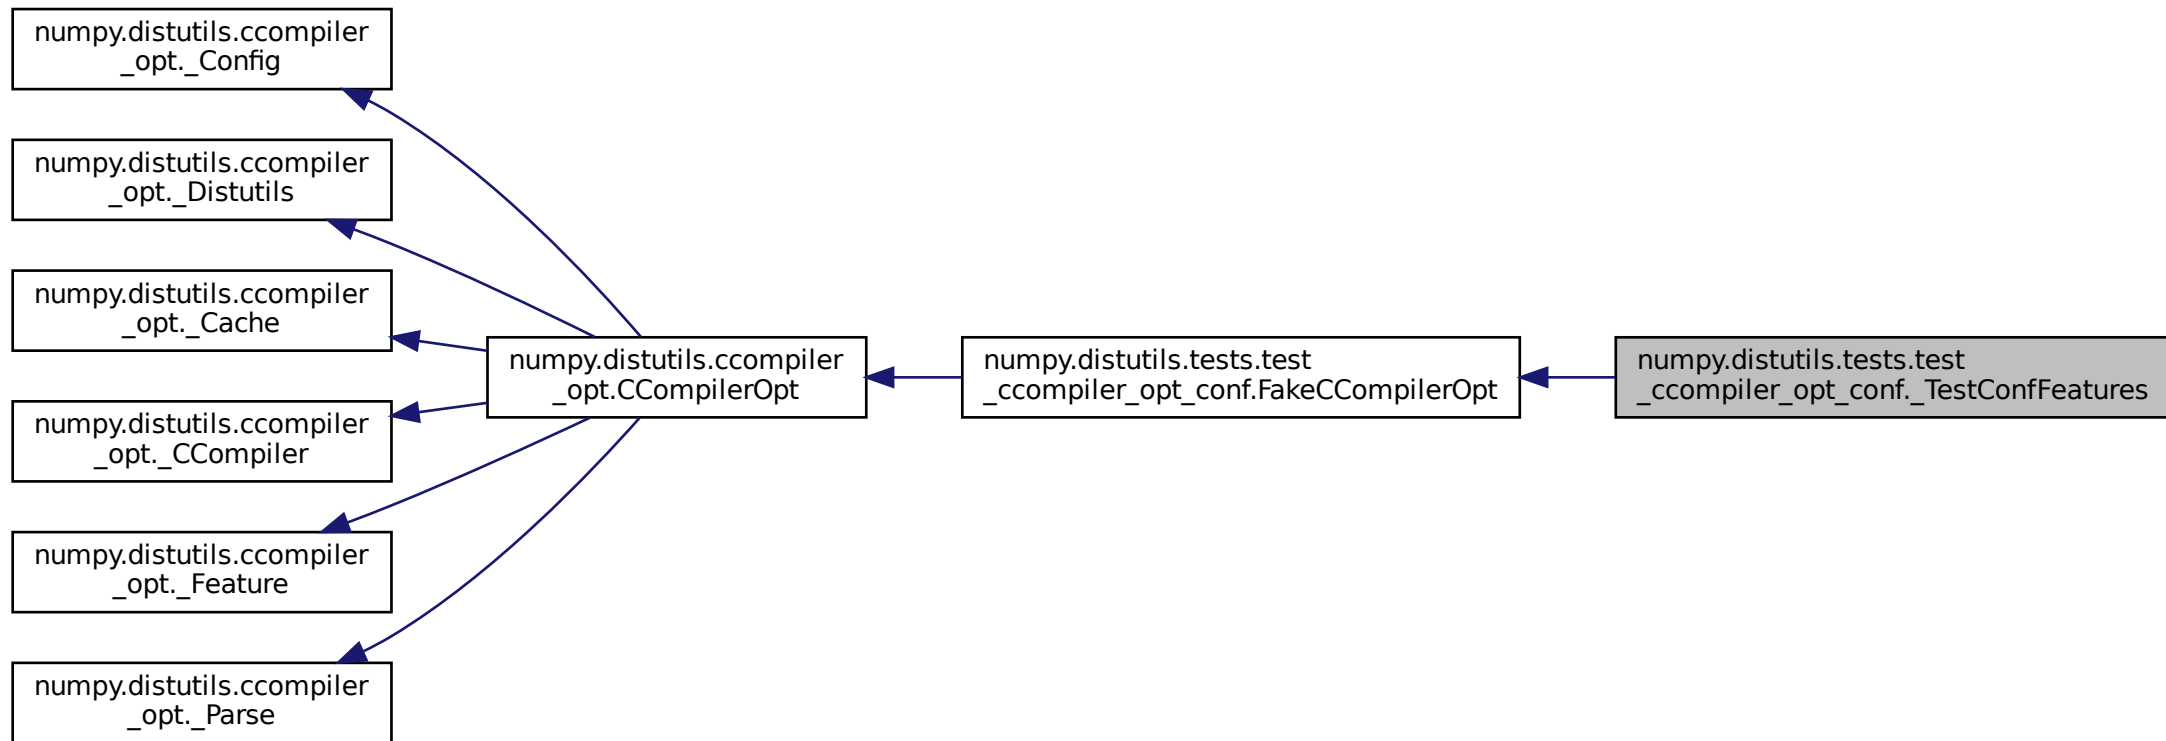 numpy.distutils.ccompiler
_opt._Config
numpy.distutils.ccompiler
_opt._Distutils
numpy.distutils.ccompiler
_opt._Cache
numpy.distutils.ccompiler
_opt._CCompiler
numpy.distutils.ccompiler
_opt._Feature
numpy.distutils.ccompiler
_opt._Parse
numpy.distutils.ccompiler
_opt.CCompilerOpt
numpy.distutils.tests.test
_ccompiler_opt_conf.FakeCCompilerOpt
numpy.distutils.tests.test
_ccompiler_opt_conf._TestConfFeatures